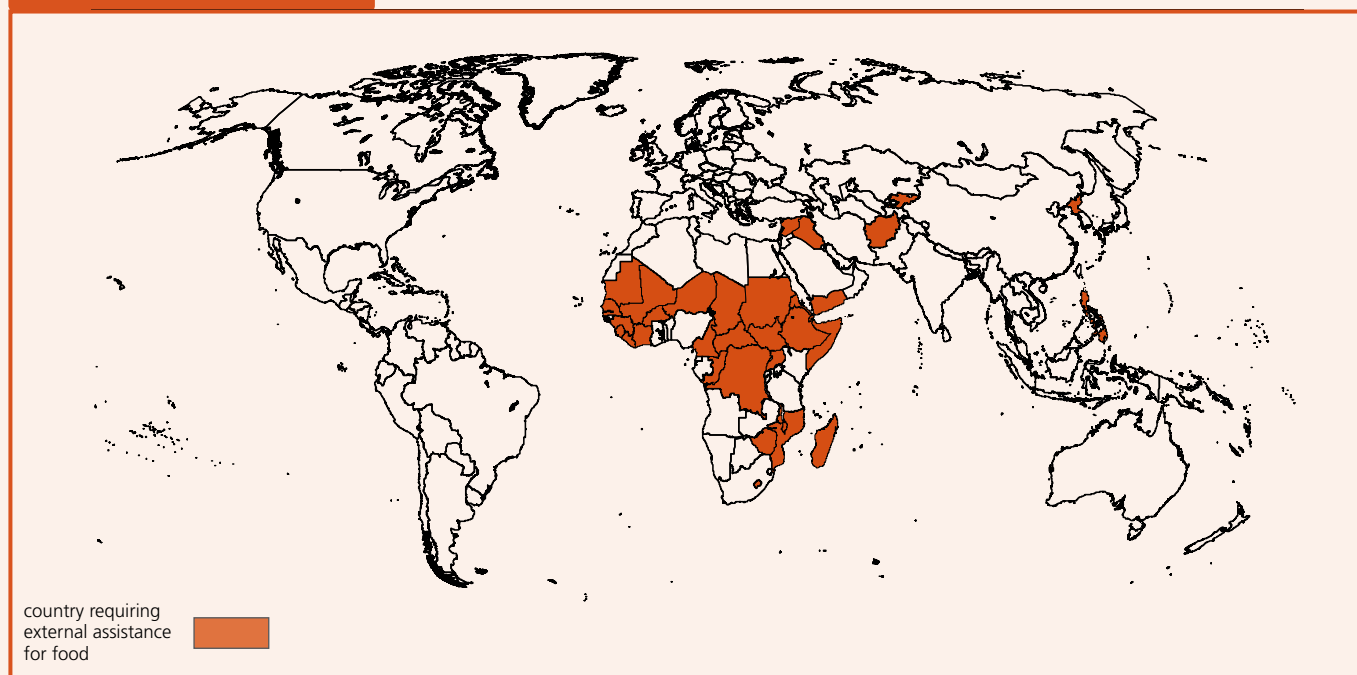 country requiring
external assistance
for food